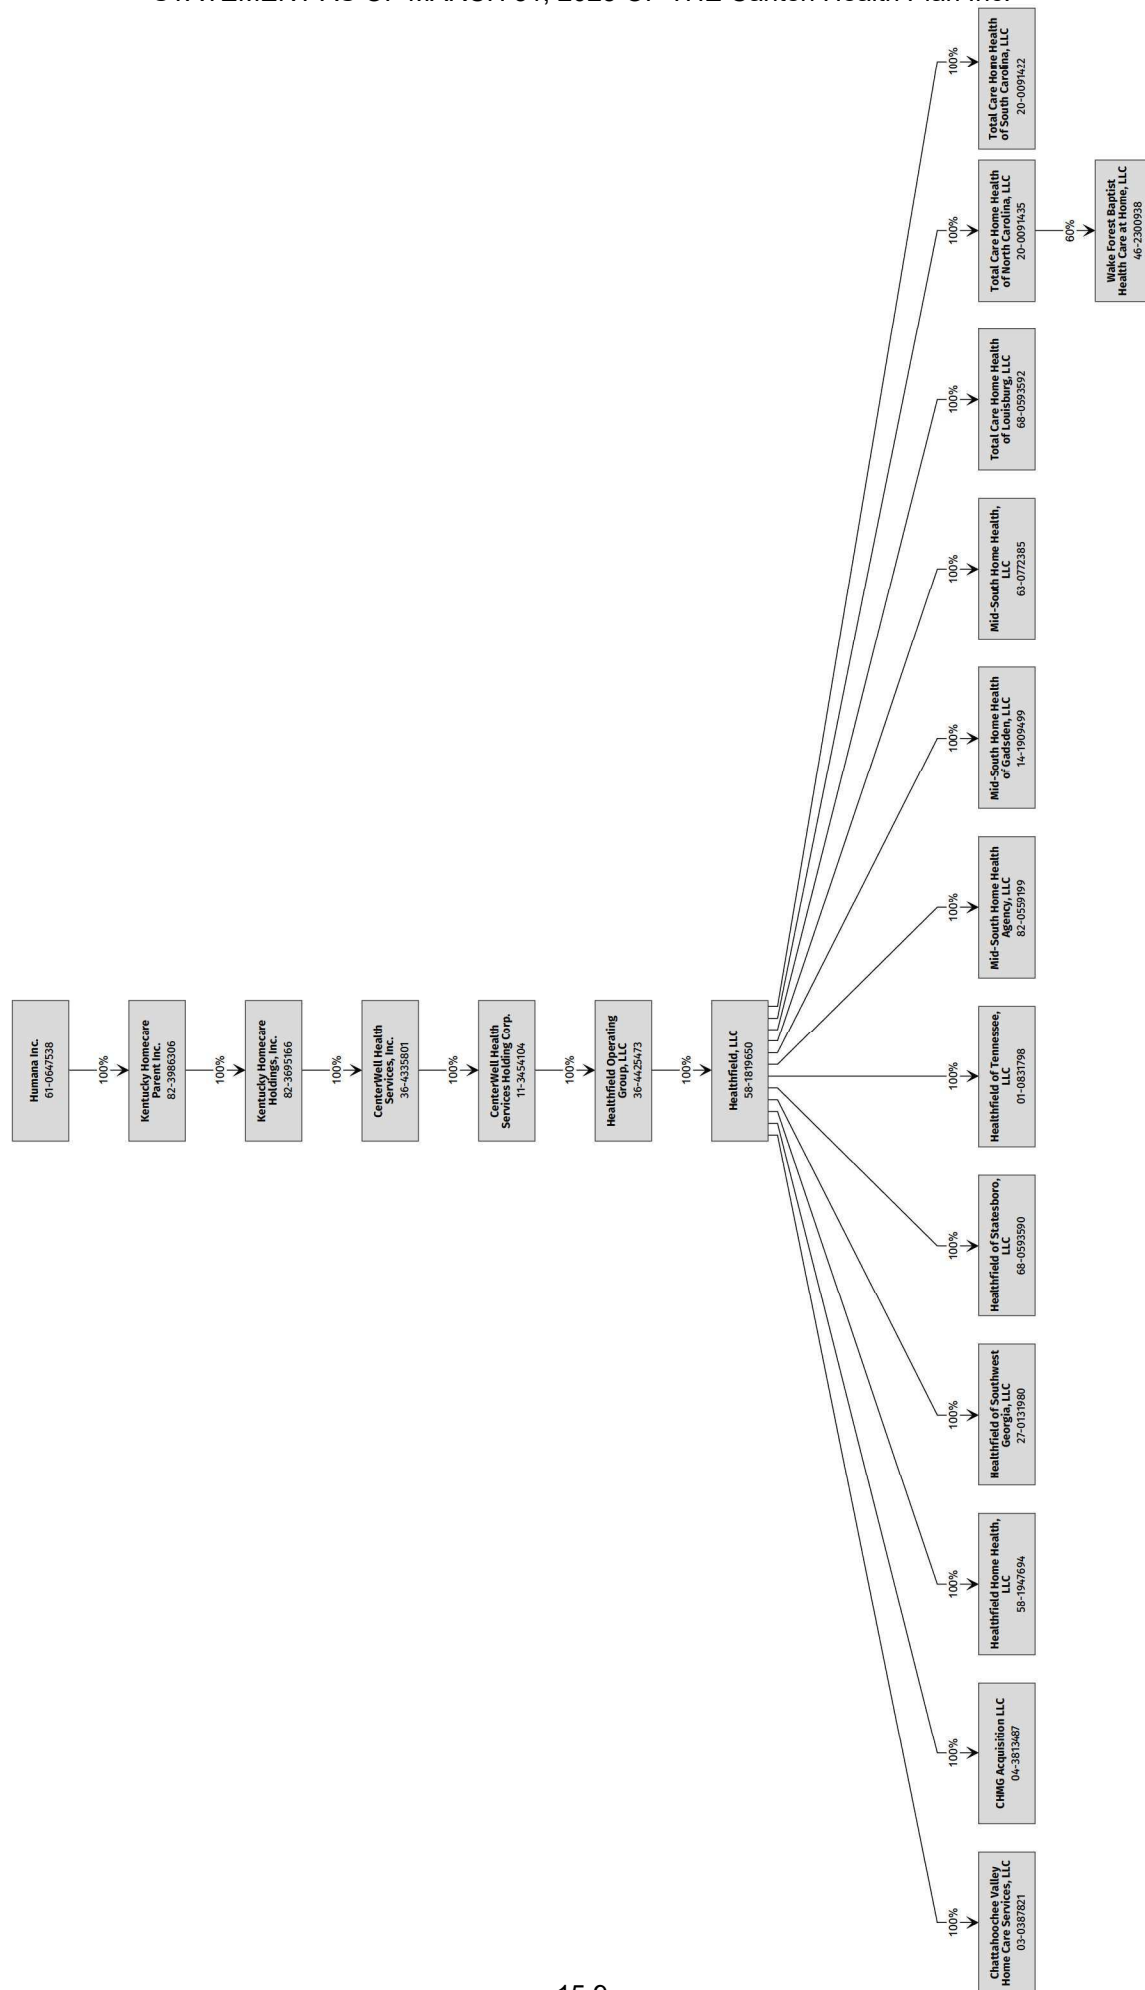 STATEMENT AS OF MARCH OF THE Health Plan Inc.
Humana Inc.
61-0647538
100%
Kentucky Homecare
Parent Inc.
82-3986306
100%
Kentucky Homecare
Holdings, Inc.
82-3695166
100%
CenterWell Health
Services, Inc.
36-4335801
100%
CenterWell Health
Services Holding Corp.
11-3454104
100%
Healthfield Operating
Group, LLC
36-4425473
100%
Healthfield, LLC
58-1819650
100%
Chattahoochee Valley
Home Care Services, LLC
03-0387821
100%
CHMG Acquisition LLC
04-3813487
100%
Healthfield Home Health,
LLC
58-1947694
100%
Healthfield of Southwest
Georgia, LLC
27-0131980
100%
Healthfield of Statesboro,
LLC
68-0593590
100%
Healthfield of Tennessee,
LLC
01-0831798
100%
Mid-South Home Health
Agency, LLC
82-0559199
100%
Mid-South Home Health
of Gadsden, LLC
14-1909499
100%
Mid-South Home Health,
LLC
63-0772385
100%
Total Care Home Health
of Louisburg, LLC
68-0593592
100%
Total Care Home Health
of North Carolina, LLC
20-0091435
100%
Total Care Home Health
of South Carolina, LLC
20-0091422
60%
Wake Forest Baptist
Health Care at Home, LLC
46-2300938